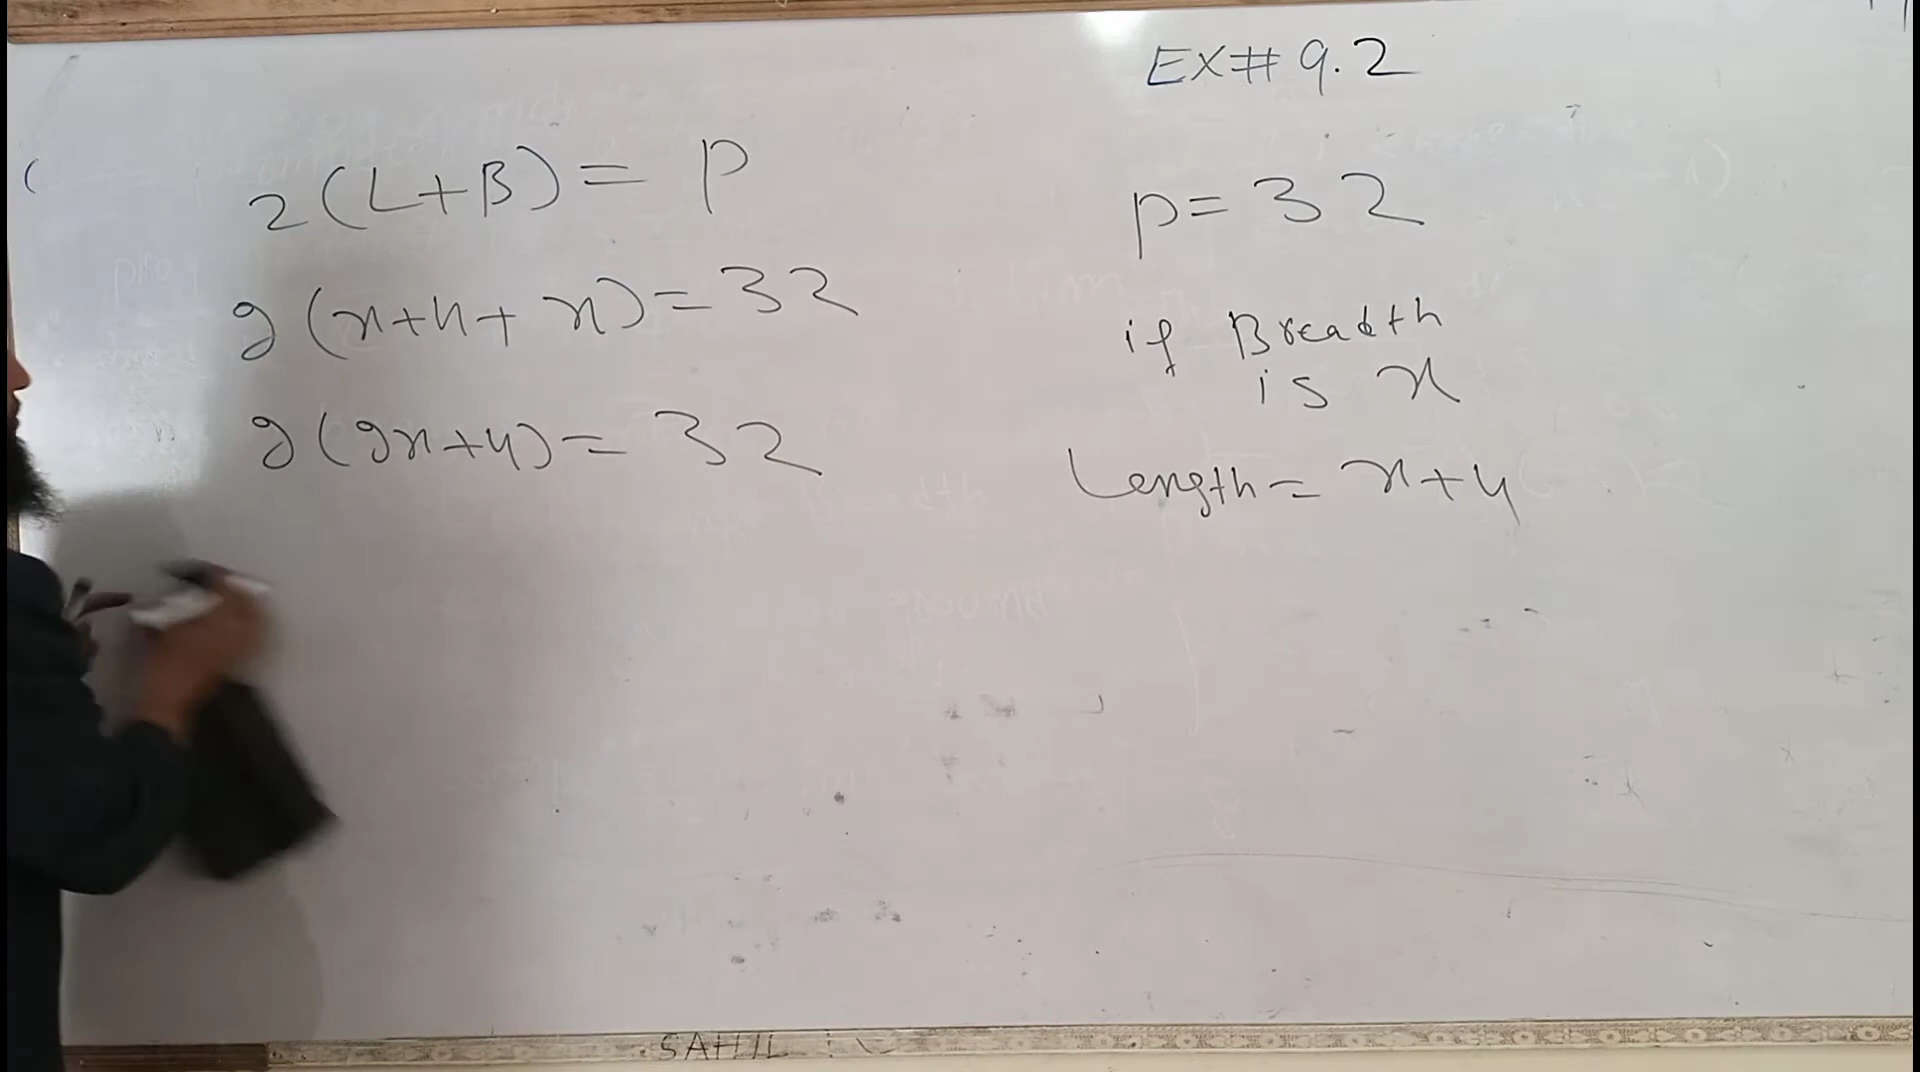 EX# 9.2
2(L+B) = P
2(x+4+x)=32
2(2x+4)= 32
P=32
if Breadth
is x
Length= x+4
SAHIL